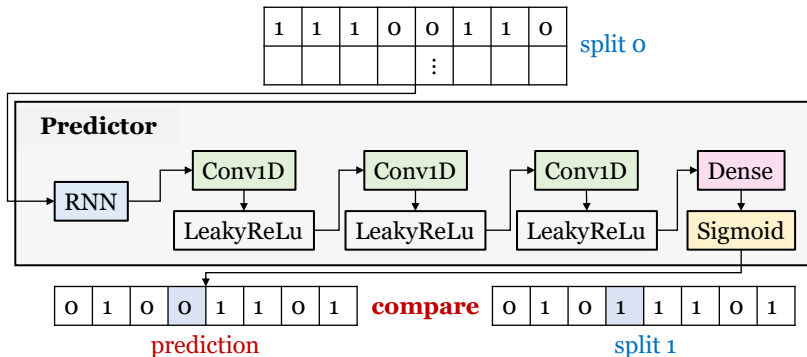 1 1 1 0 0 1 1 0
split 0
⋮
Predictor
Conv1D Conv1D Conv1D Dense
RNN
LeakyReLu LeakyReLu LeakyReLu Sigmoid
0 1 0 0 1 1 0 1 compare 0 1 0 1 1 1 0 1
prediction split 1